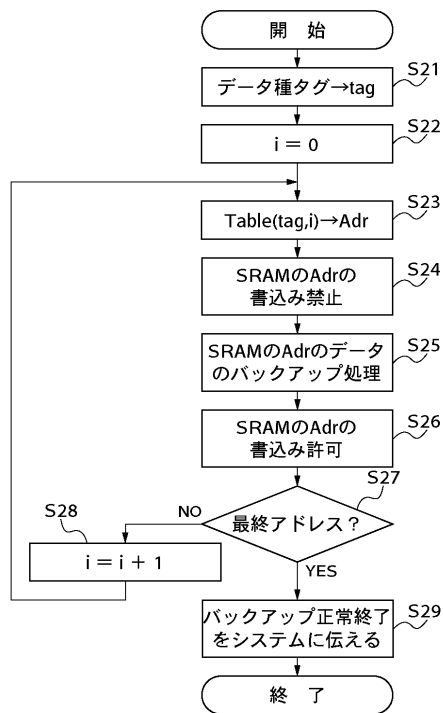 開 始
S21
データ種タグ→tag
S22
i = 0
S23
Table(tag,i)→Adr
S24
SRAMのAdrの
書込み禁止
S25
SRAMのAdrのデータ
のバックアップ処理
S26
SRAMのAdrの
書込み許可
S27
最終アドレス？
NO
S28
i = i + 1
YES
S29
バックアップ正常終了
をシステムに伝える
終 了